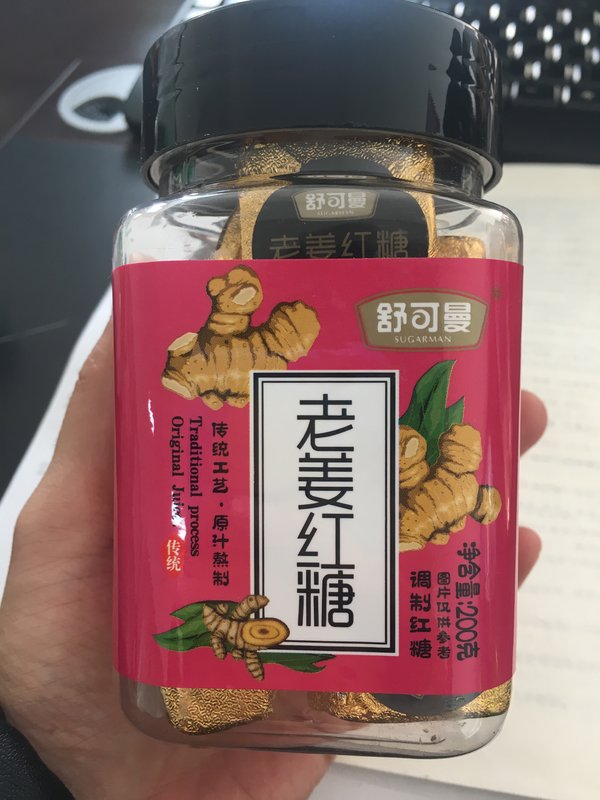 舒可曼
SUGARMAN
老姜红糖
舒可曼
SUGARMAN
老姜红糖
传统工艺·原汁熬制
Traditional process
Original Juice
传统
调制红糖
图片仅供参考
净含量:200克